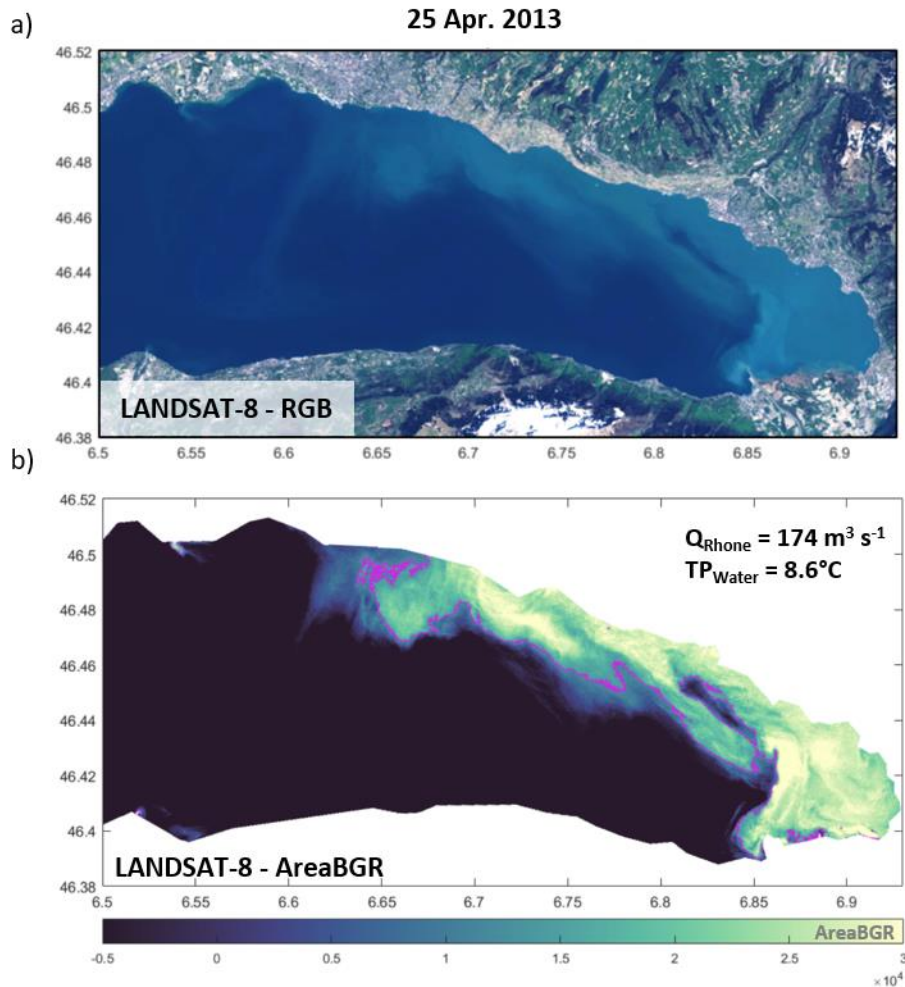 25 Apr. 2013
a)
46.52
46.5
46.48
46.46
46.44
46.42
46.4
46.38
LANDSAT-8 - RGB
6.5 6.55 6.6 6.65 6.7 6.75 6.8 6.85 6.9
b)
46.52
46.5
46.48
46.46
46.44
46.42
46.4
46.38
Q_Rhone = 174 m³ s⁻¹
TP_Water = 8.6°C
LANDSAT-8 - AreaBGR
6.5 6.55 6.6 6.65 6.7 6.75 6.8 6.85 6.9
AreaBGR
-0.5 0 0.5 1 1.5 2 2.5 3
×10⁴